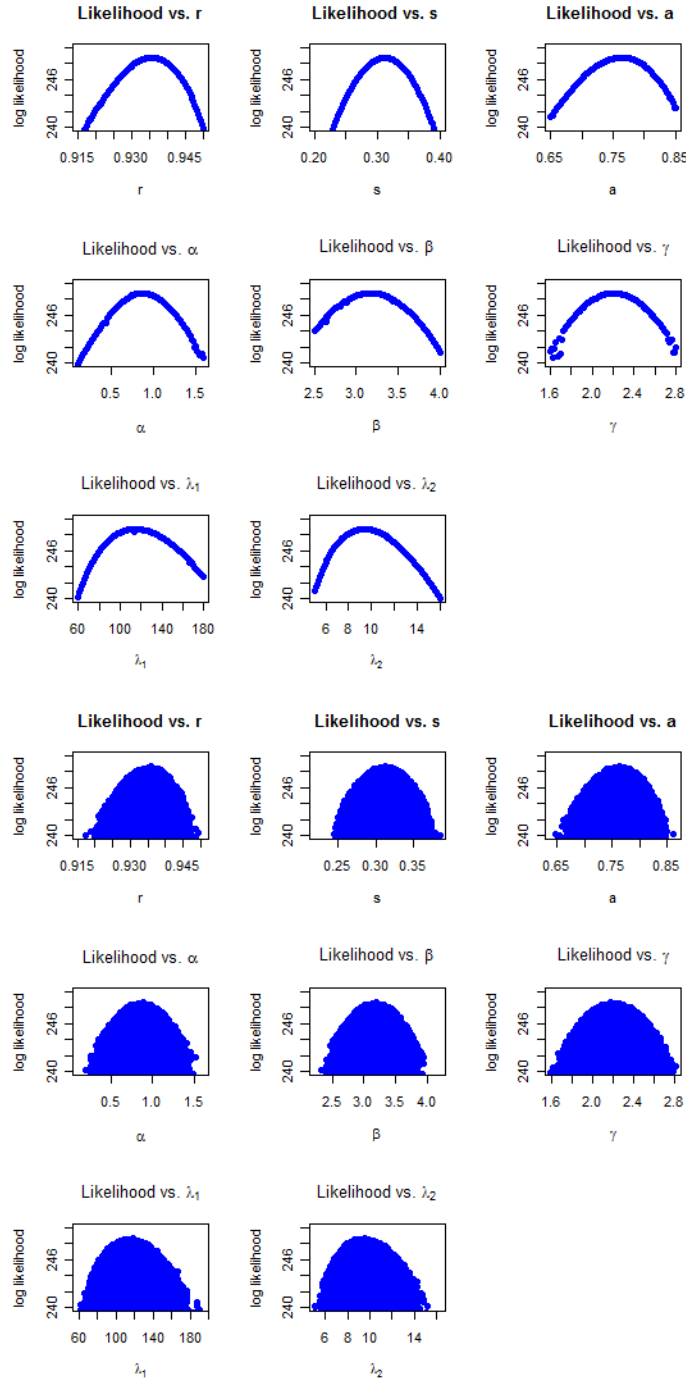 Likelihood vs. r
log likelihood
240 246
0.915 0.930 0.945
r
Likelihood vs. s
log likelihood
240 246
0.20 0.30 0.40
s
Likelihood vs. a
log likelihood
240 246
0.65 0.75 0.85
a
Likelihood vs. α
log likelihood
240 246
0.5 1.0 1.5
α
Likelihood vs. β
log likelihood
240 246
2.5 3.0 3.5 4.0
β
Likelihood vs. γ
log likelihood
240 246
1.6 2.0 2.4 2.8
γ
Likelihood vs. λ1
log likelihood
240 246
60 100 140 180
λ1
Likelihood vs. λ2
log likelihood
240 246
6 8 10 14
λ2
Likelihood vs. r
log likelihood
240 246
0.915 0.930 0.945
r
Likelihood vs. s
log likelihood
240 246
0.25 0.30 0.35
s
Likelihood vs. a
log likelihood
240 246
0.65 0.75 0.85
a
Likelihood vs. α
log likelihood
240 246
0.5 1.0 1.5
α
Likelihood vs. β
log likelihood
240 246
2.5 3.0 3.5 4.0
β
Likelihood vs. γ
log likelihood
240 246
1.6 2.0 2.4 2.8
γ
Likelihood vs. λ1
log likelihood
240 246
60 100 140 180
λ1
Likelihood vs. λ2
log likelihood
240 246
6 8 10 14
λ2